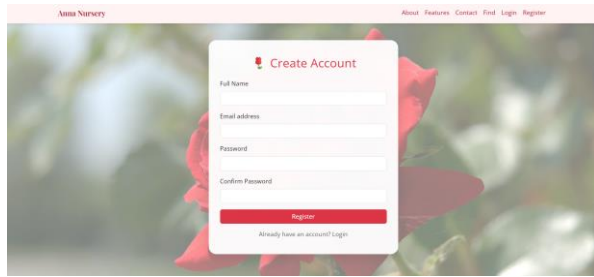 Anna Nursery
About Features Contact Find Login Register
🌹 Create Account
Full Name
Email address
Password
Confirm Password
Register
Already have an account? Login